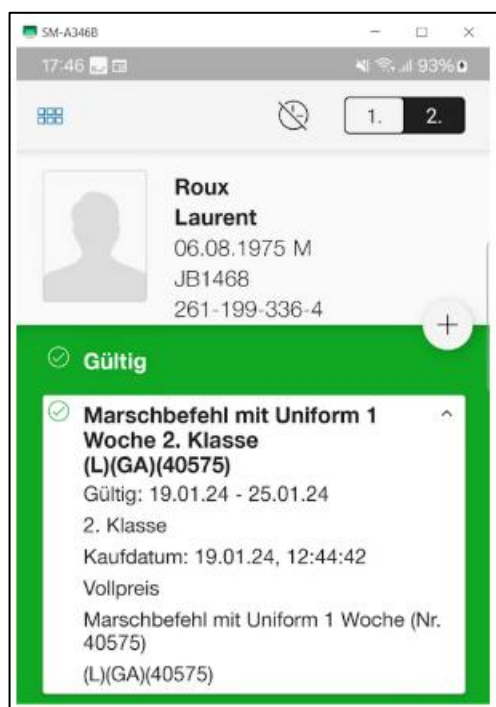 SM-A346B
17:46 93%
1. 2.
Roux
Laurent
06.08.1975 M
JB1468
261-199-336-4
+
Gültig
Marschbefehl mit Uniform 1
Woche 2. Klasse
(L)(GA)(40575)
Gültig: 19.01.24 - 25.01.24
2. Klasse
Kaufdatum: 19.01.24, 12:44:42
Vollpreis
Marschbefehl mit Uniform 1 Woche (Nr.
40575)
(L)(GA)(40575)